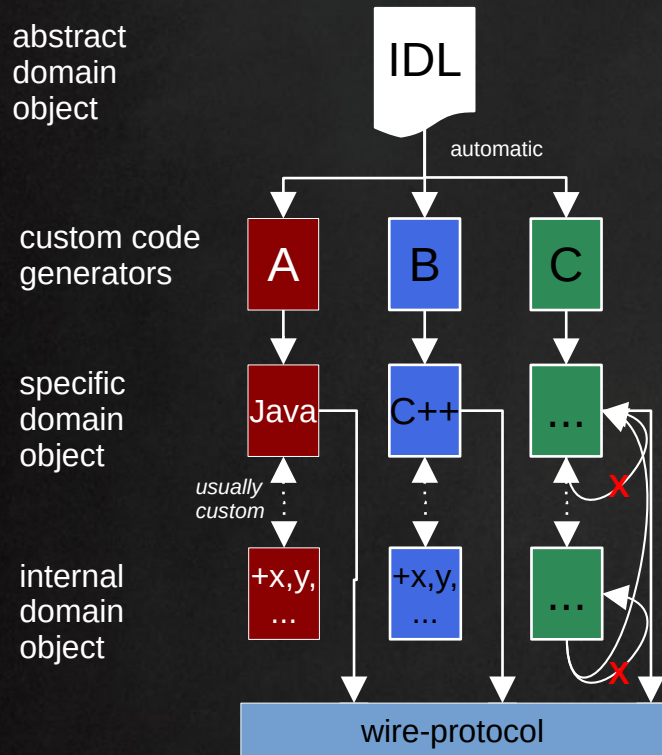 abstract
domain
object
IDL
automatic
custom code
generators
A
B
C
specific
domain
object
Java
C++
...
usually
custom
x
internal
domain
object
+x,y,
...
+x,y,
...
...
x
wire-protocol